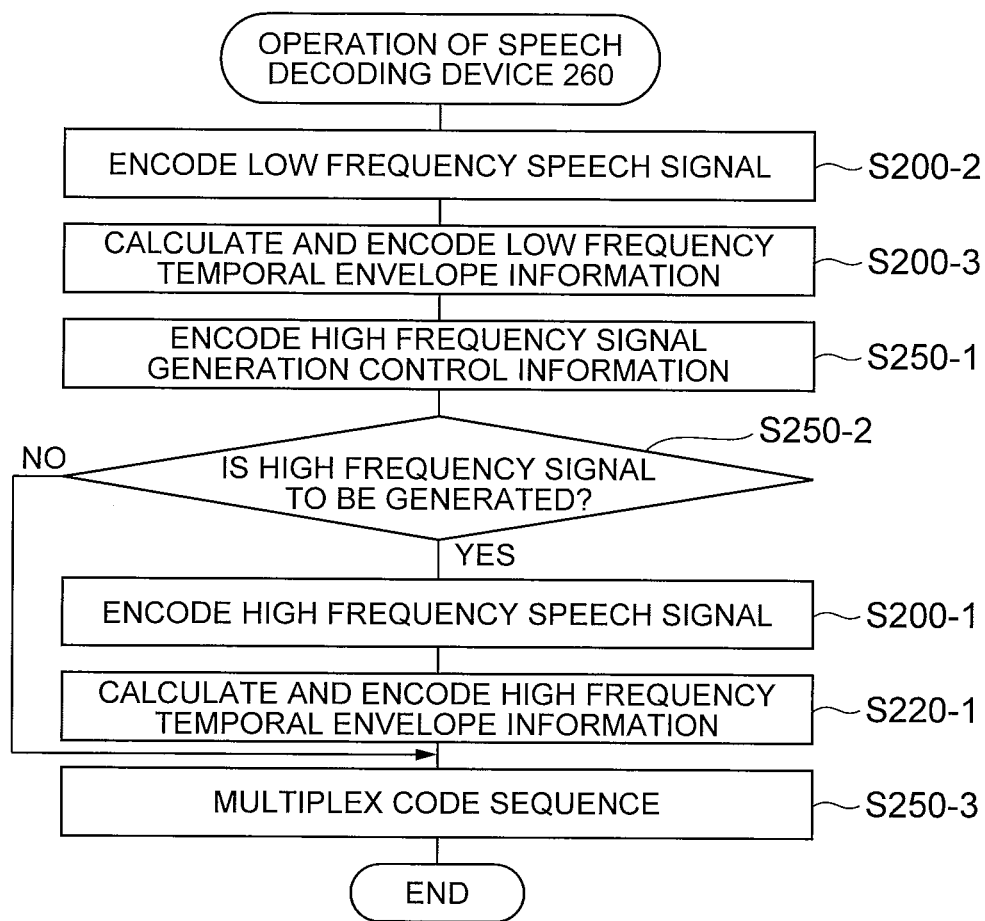 OPERATION OF SPEECH
DECODING DEVICE 260
ENCODE LOW FREQUENCY SPEECH SIGNAL
S200-2
CALCULATE AND ENCODE LOW FREQUENCY
TEMPORAL ENVELOPE INFORMATION
S200-3
ENCODE HIGH FREQUENCY SIGNAL
GENERATION CONTROL INFORMATION
S250-1
S250-2
NO
IS HIGH FREQUENCY SIGNAL
TO BE GENERATED?
YES
ENCODE HIGH FREQUENCY SPEECH SIGNAL
S200-1
CALCULATE AND ENCODE HIGH FREQUENCY
TEMPORAL ENVELOPE INFORMATION
S220-1
MULTIPLEX CODE SEQUENCE
S250-3
END